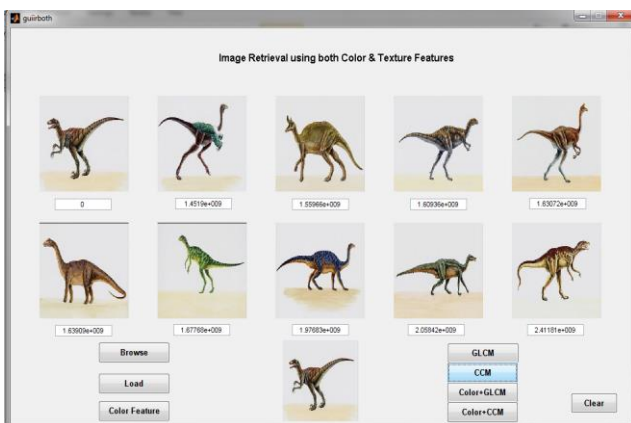 guiirboth
Image Retrieval using both Color & Texture Features
0
1.4519e+009
1.55966e+009
1.60936e+009
1.63072e+009
1.63909e+009
1.67768e+009
1.97683e+009
2.05842e+009
2.41181e+009
Browse
GLCM
CCM
Load
Color+GLCM
Clear
Color Feature
Color+CCM